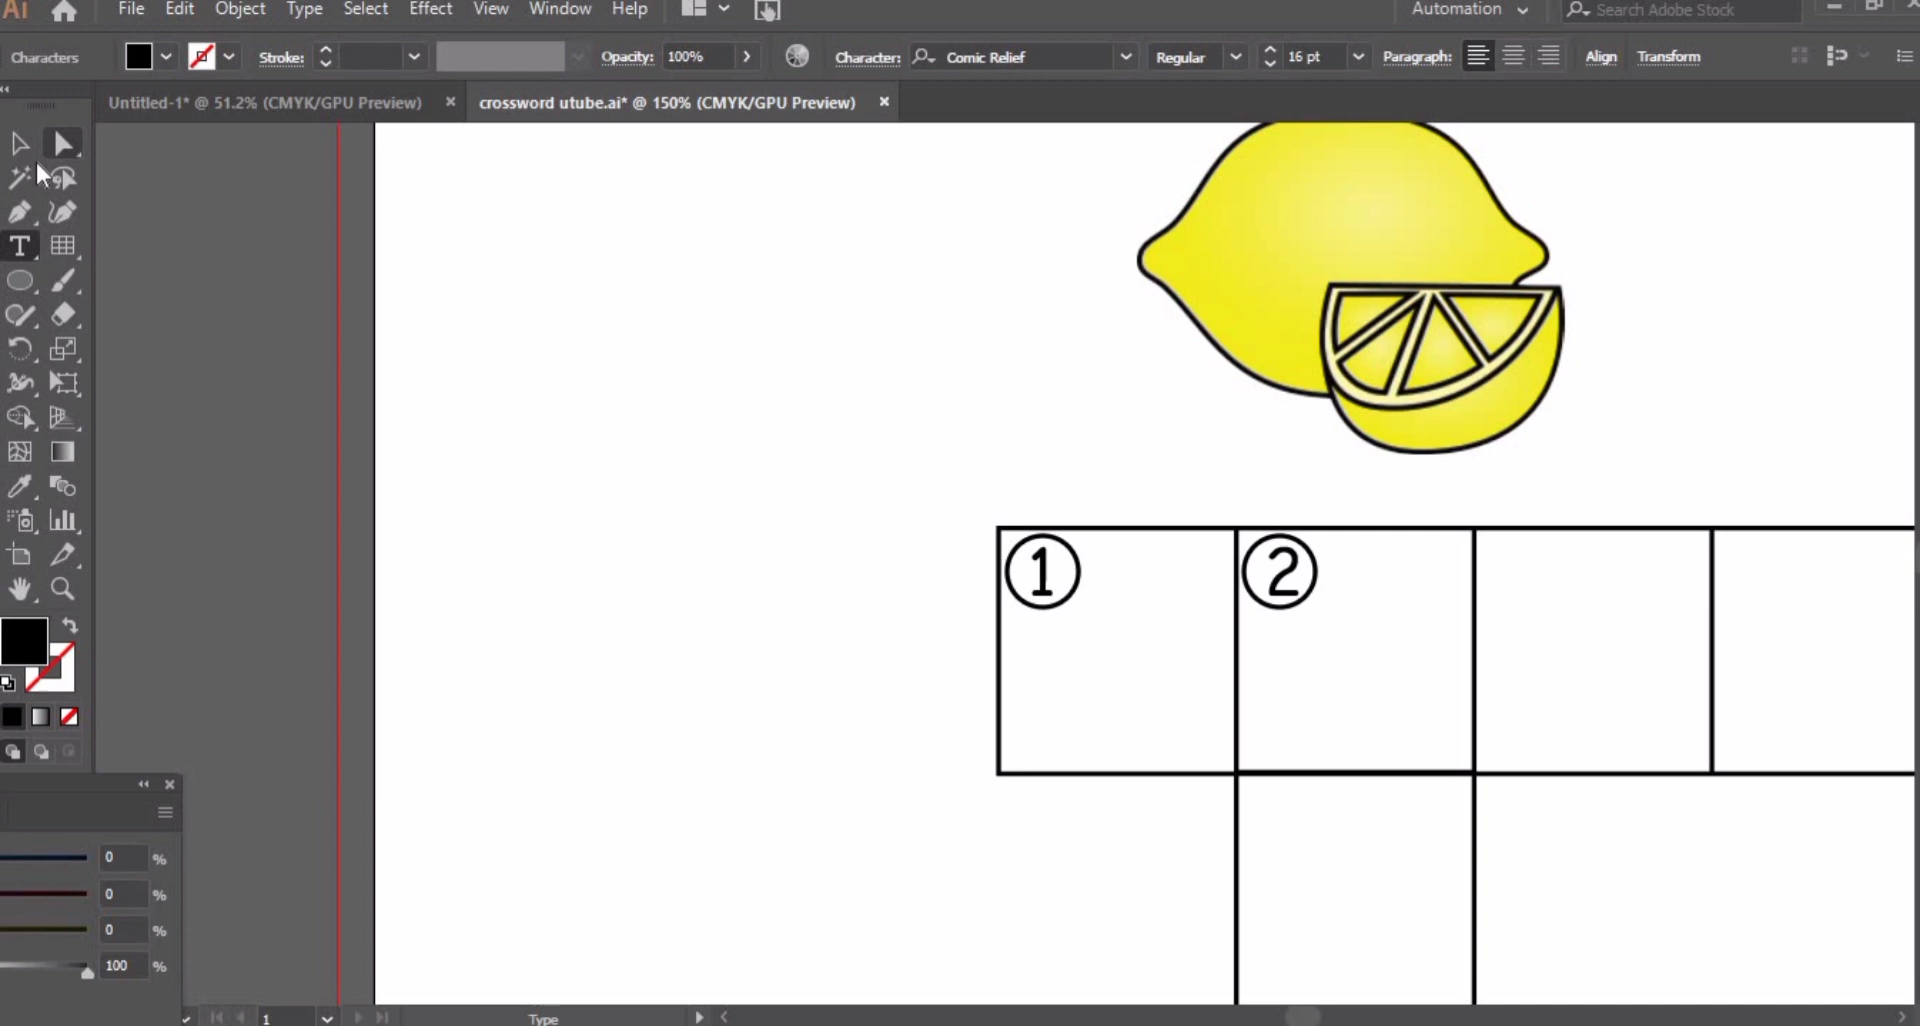 Ai File Edit Object Type Select Effect View Window Help Automation Search Adobe Stock
Characters Stroke: Opacity: 100% Character: Comic Relief Regular 16 pt Paragraph: Align Transform
Untitled-1* @ 51.2% (CMYK/GPU Preview) × crossword utube.ai* @ 150% (CMYK/GPU Preview) ×
1 2
0 %
0 %
0 %
100 %
1 Type